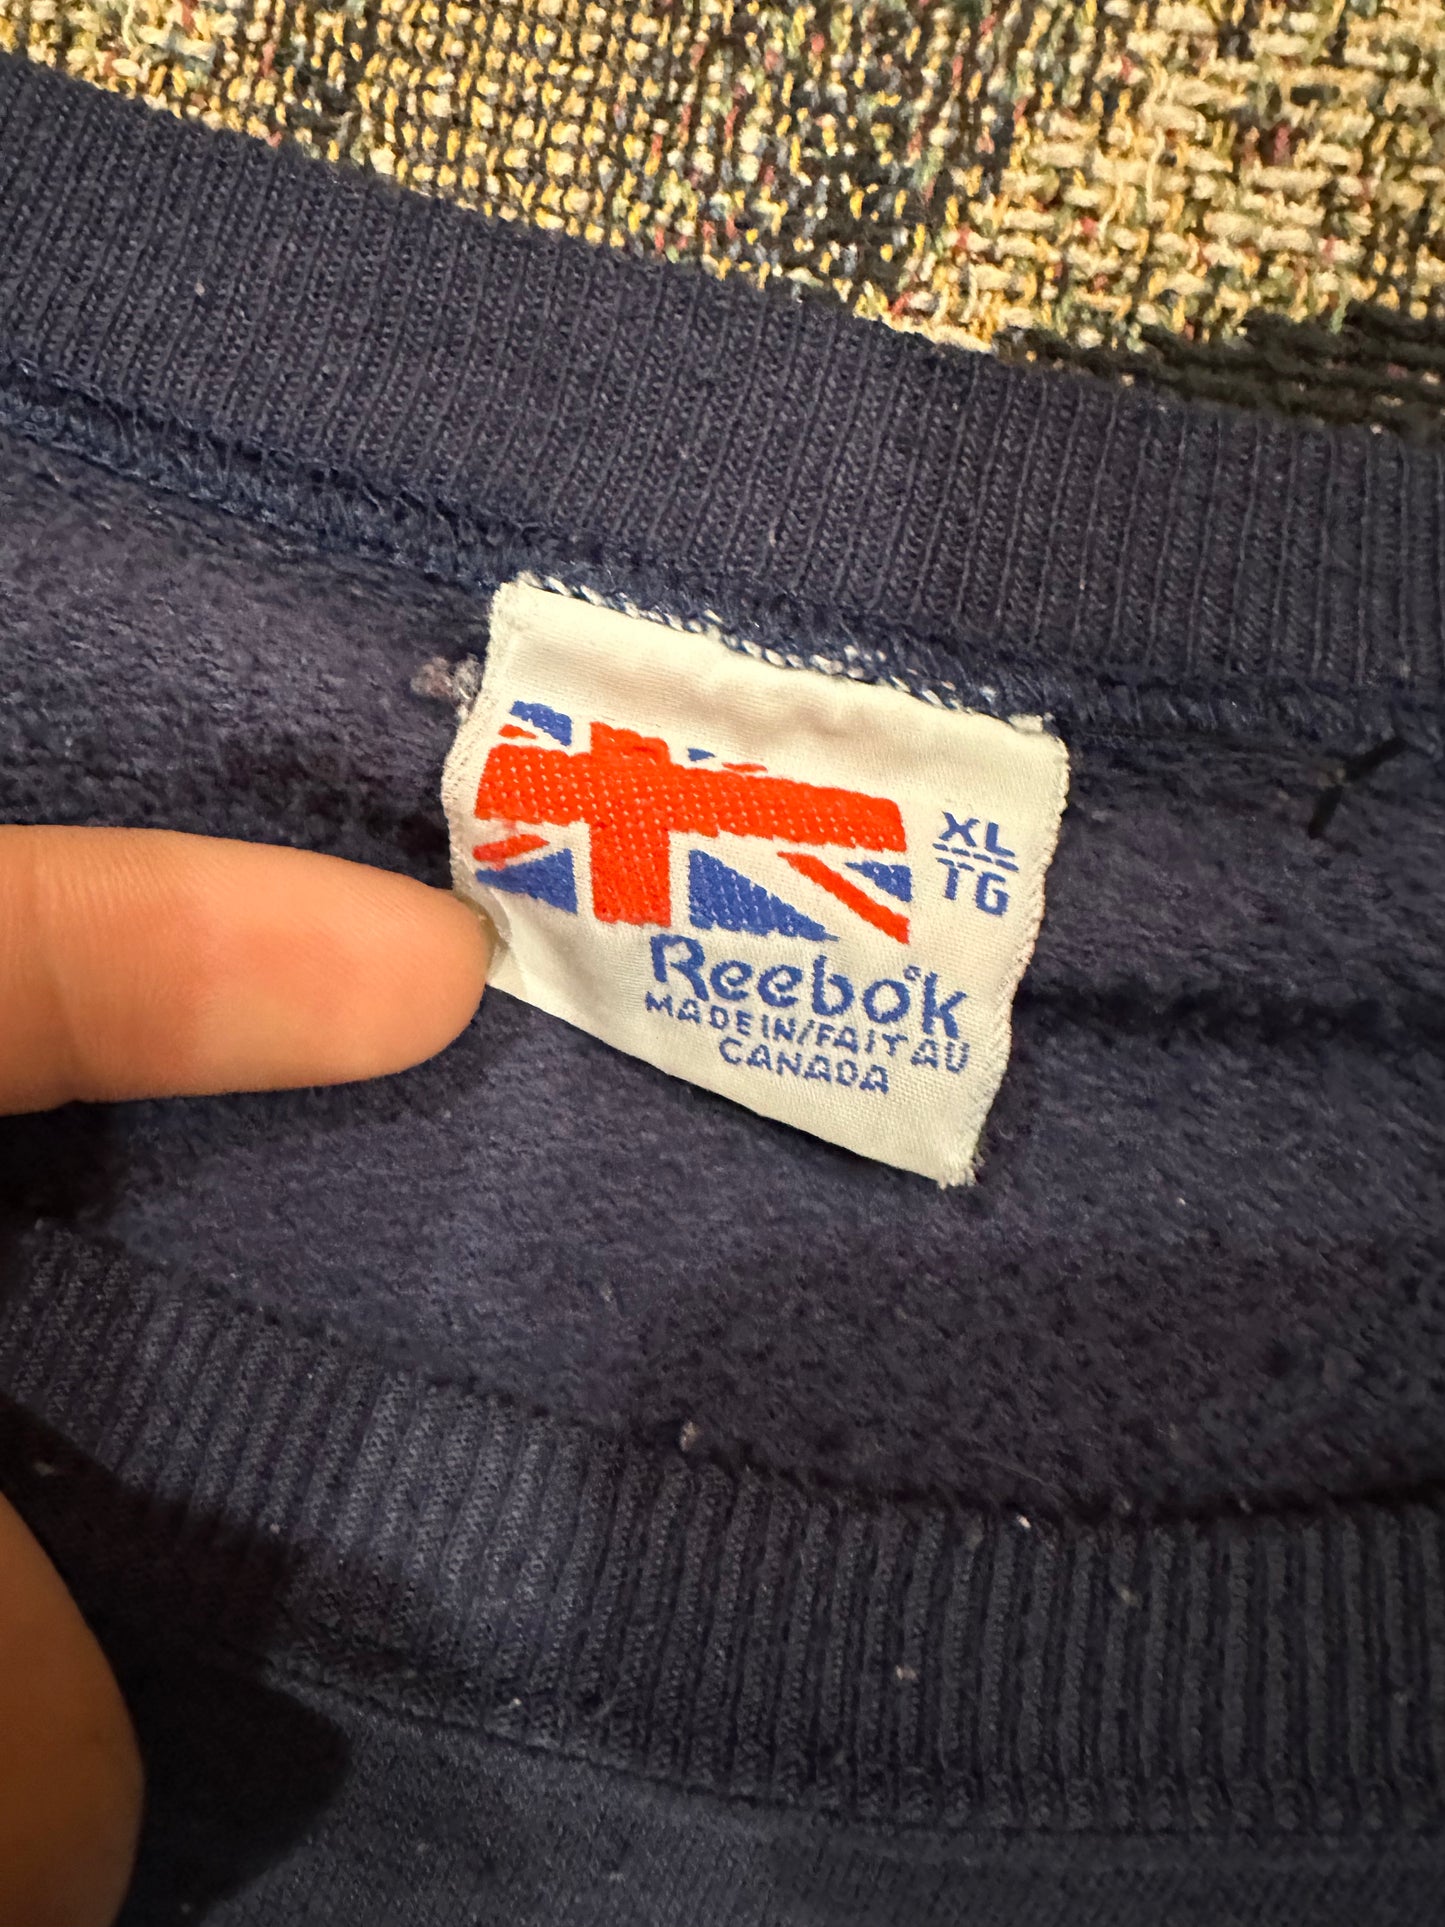 XL
TG
Reebok
MADE IN/FAIT AU
CANADA